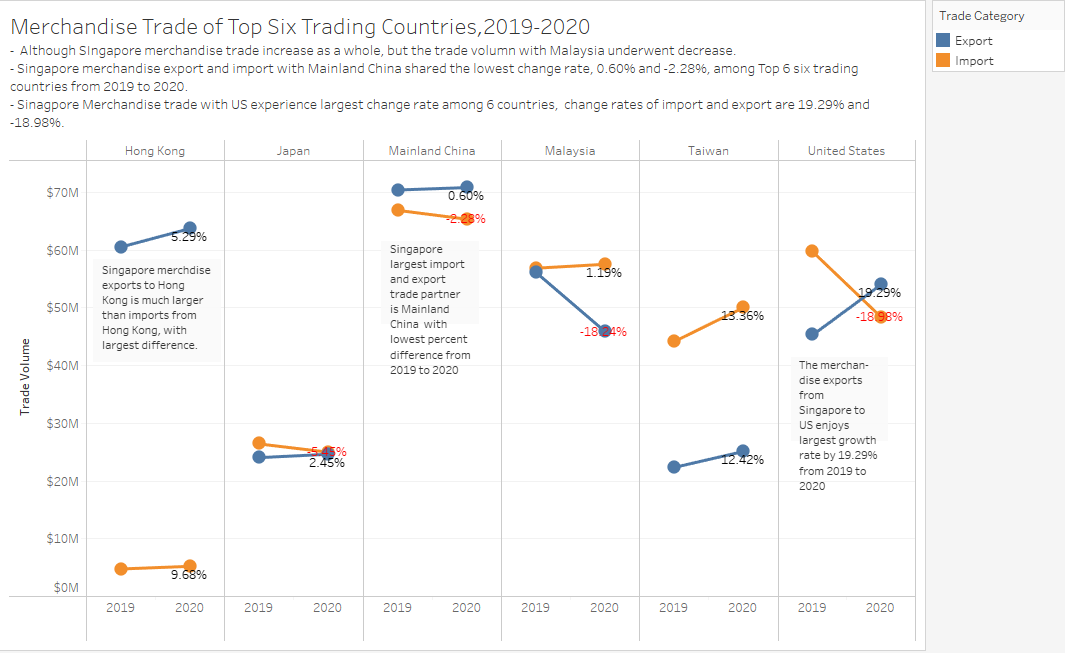 Merchandise Trade of Top Six Trading Countries,2019-2020
- Although SIngapore merchandise trade increase as a whole, but the trade volumn with Malaysia underwent decrease.
- Singapore merchandise export and import with Mainland China shared the lowest change rate, 0.60% and -2.28%, among Top 6 six trading
countries from 2019 to 2020.
- Sinagpore Merchandise trade with US experience largest change rate among 6 countries, change rates of import and export are 19.29% and
-18.98%.
Trade Category
Export
Import
Hong Kong
Japan
Mainland China
Malaysia
Taiwan
United States
Trade Volume
$70M
$60M
$50M
$40M
$30M
$20M
$10M
$0M
5.29%
Singapore merchdise
exports to Hong
Kong is much larger
than imports from
Hong Kong, with
largest difference.
9.68%
-5.45%
2.45%
0.60%
-2.28%
Singapore
largest import
and export
trade partner
is Mainland
China with
lowest percent
difference from
2019 to 2020
1.19%
-18.24%
13.36%
12.42%
19.29%
-18.98%
The merchan-
dise exports
from
Singapore to
US enjoys
largest growth
rate by 19.29%
from 2019 to
2020
2019
2020
2019
2020
2019
2020
2019
2020
2019
2020
2019
2020